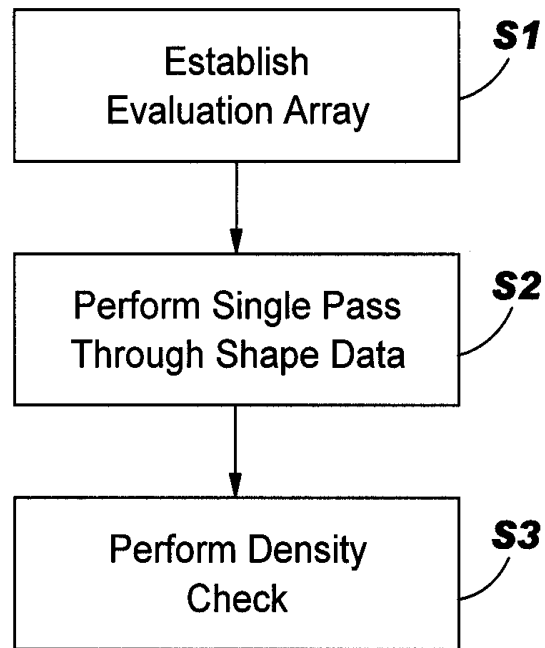 S1
Establish
Evaluation Array
S2
Perform Single Pass
Through Shape Data
S3
Perform Density
Check